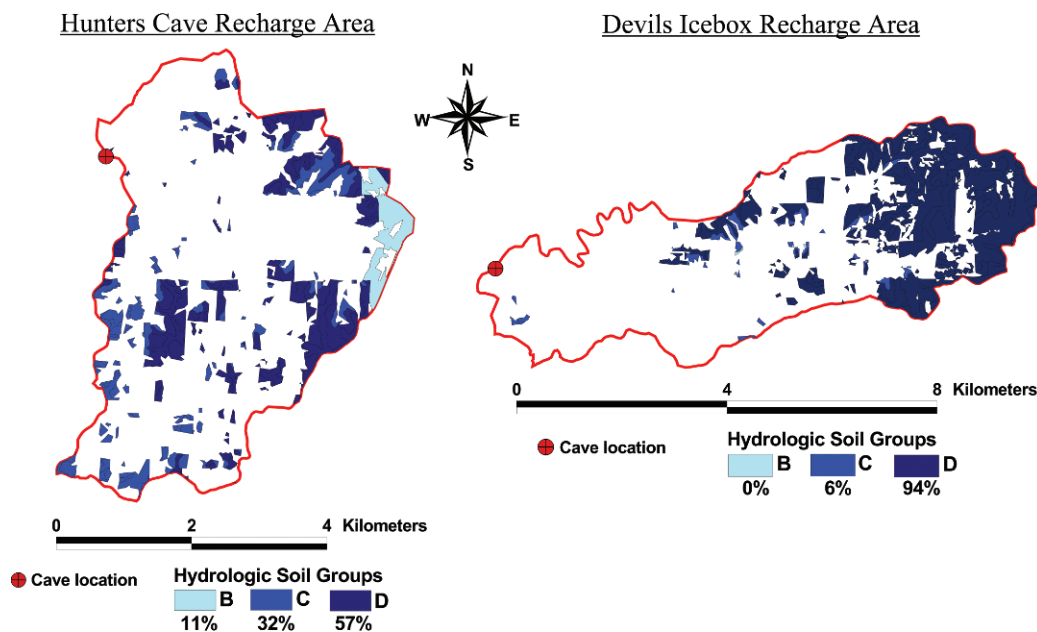 Hunters Cave Recharge Area
Devils Icebox Recharge Area
N
W E
S
0 2 4 Kilometers
Cave location
Hydrologic Soil Groups
B C D
11% 32% 57%
0 4 8 Kilometers
Cave location
Hydrologic Soil Groups
B C D
0% 6% 94%